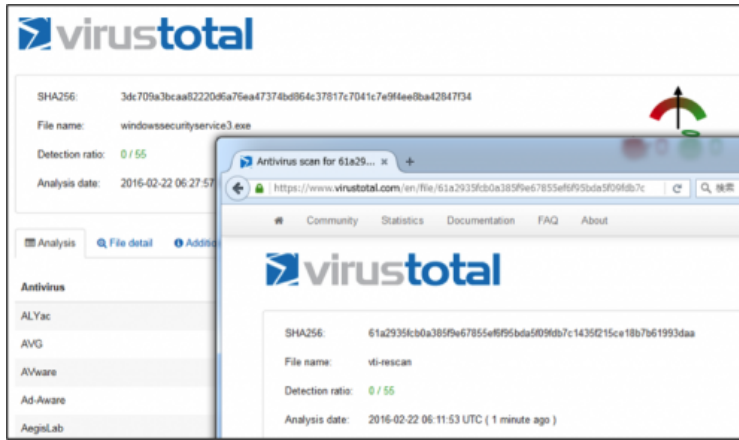 virustotal
SHA256: 3dc709a3bcaa82220d6a76ea47374bd864c37817c7041c7e9f4ee8ba42847f34
File name: windowssecurityservice3.exe
Detection ratio: 0 / 55
Analysis date: 2016-02-22 06:27:57
Analysis File detail Additio
Antivirus
ALYac
AVG
AVware
Ad-Aware
AegisLab
Antivirus scan for 61a29... × +
https://www.virustotal.com/en/file/61a2935fcb0a385f9e67855ef6f95bda5f09fdb7c 検索
Community Statistics Documentation FAQ About
virustotal
SHA256: 61a2935fcb0a385f9e67855ef6f95bda5f09fdb7c1435f215ce18b7b61993daa
File name: vti-rescan
Detection ratio: 0 / 55
Analysis date: 2016-02-22 06:11:53 UTC ( 1 minute ago )